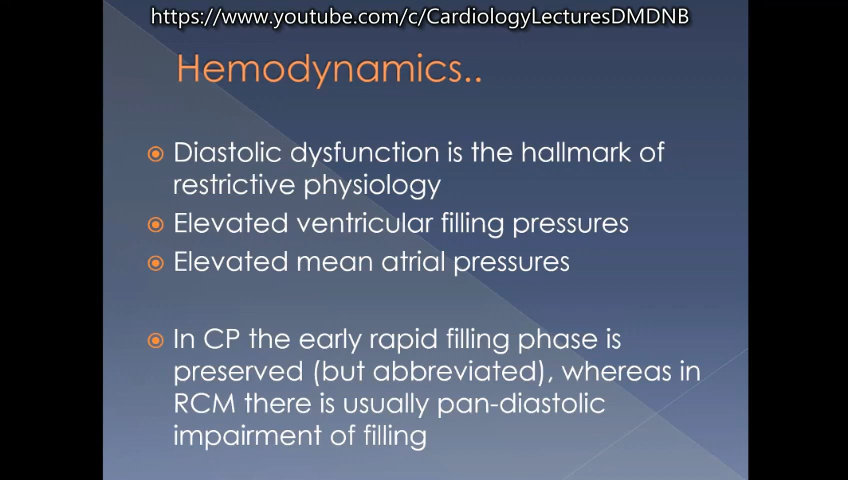 https://www.youtube.com/c/CardiologyLecturesDMDNB
Hemodynamics..
Diastolic dysfunction is the hallmark of
restrictive physiology
Elevated ventricular filling pressures
Elevated mean atrial pressures
In CP the early rapid filling phase is
preserved (but abbreviated), whereas in
RCM there is usually pan-diastolic
impairment of filling